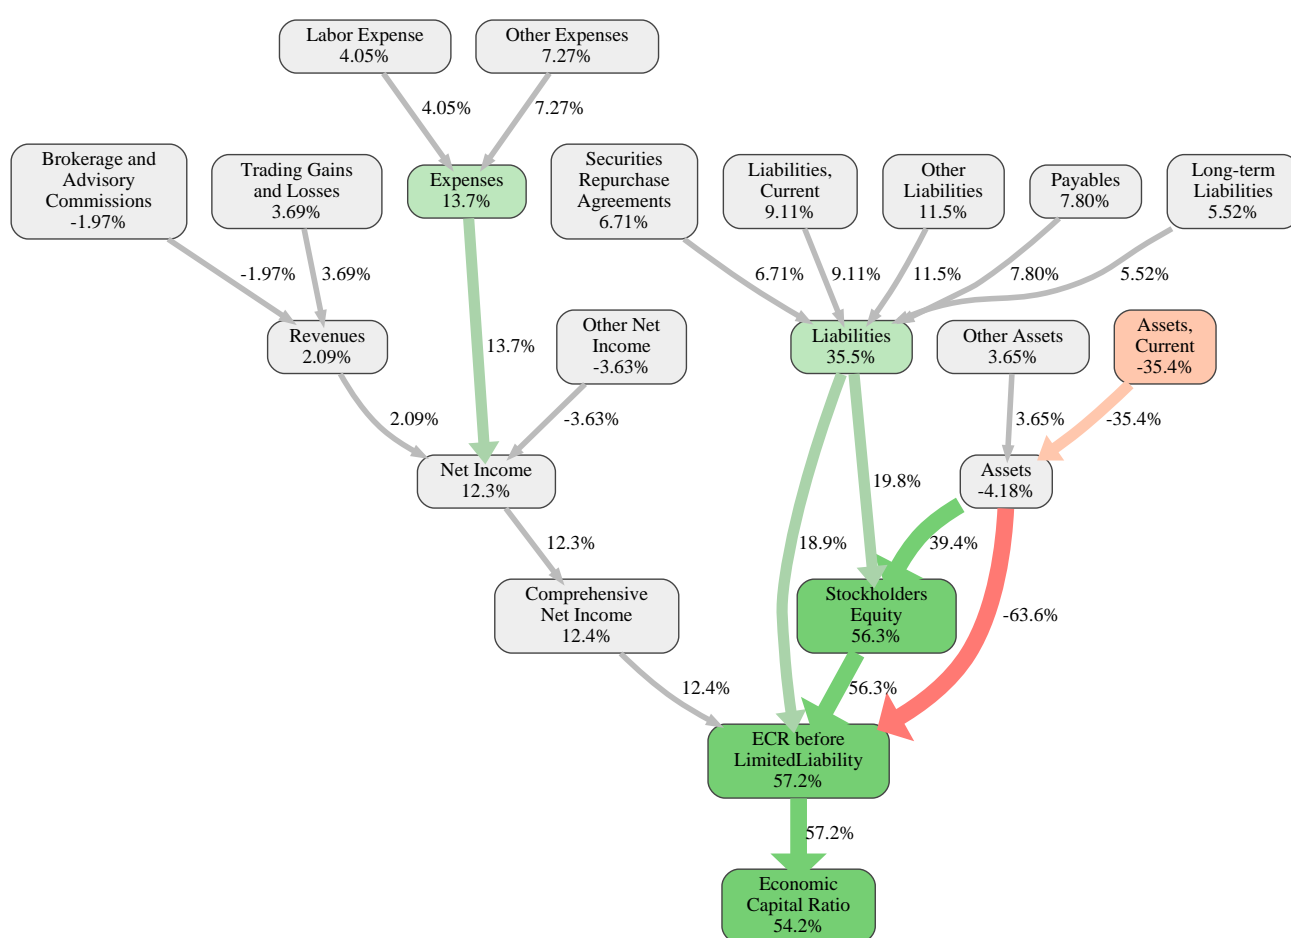 Labor Expense
4.05%
Other Expenses
7.27%
4.05%
7.27%
Brokerage and
Advisory
Commissions
-1.97%
Trading Gains
and Losses
3.69%
Expenses
13.7%
Securities
Repurchase
Agreements
6.71%
Liabilities,
Current
9.11%
Other
Liabilities
11.5%
Payables
7.80%
Long-term
Liabilities
5.52%
-1.97%
3.69%
6.71%
9.11%
11.5%
7.80%
5.52%
Revenues
2.09%
13.7%
Other Net
Income
-3.63%
Liabilities
35.5%
Other Assets
3.65%
Assets,
Current
-35.4%
2.09%
-3.63%
3.65%
-35.4%
Net Income
12.3%
19.8%
Assets
-4.18%
12.3%
18.9%
39.4%
Comprehensive
Net Income
12.4%
Stockholders
Equity
56.3%
-63.6%
12.4%
56.3%
ECR before
LimitedLiability
57.2%
57.2%
Economic
Capital Ratio
54.2%